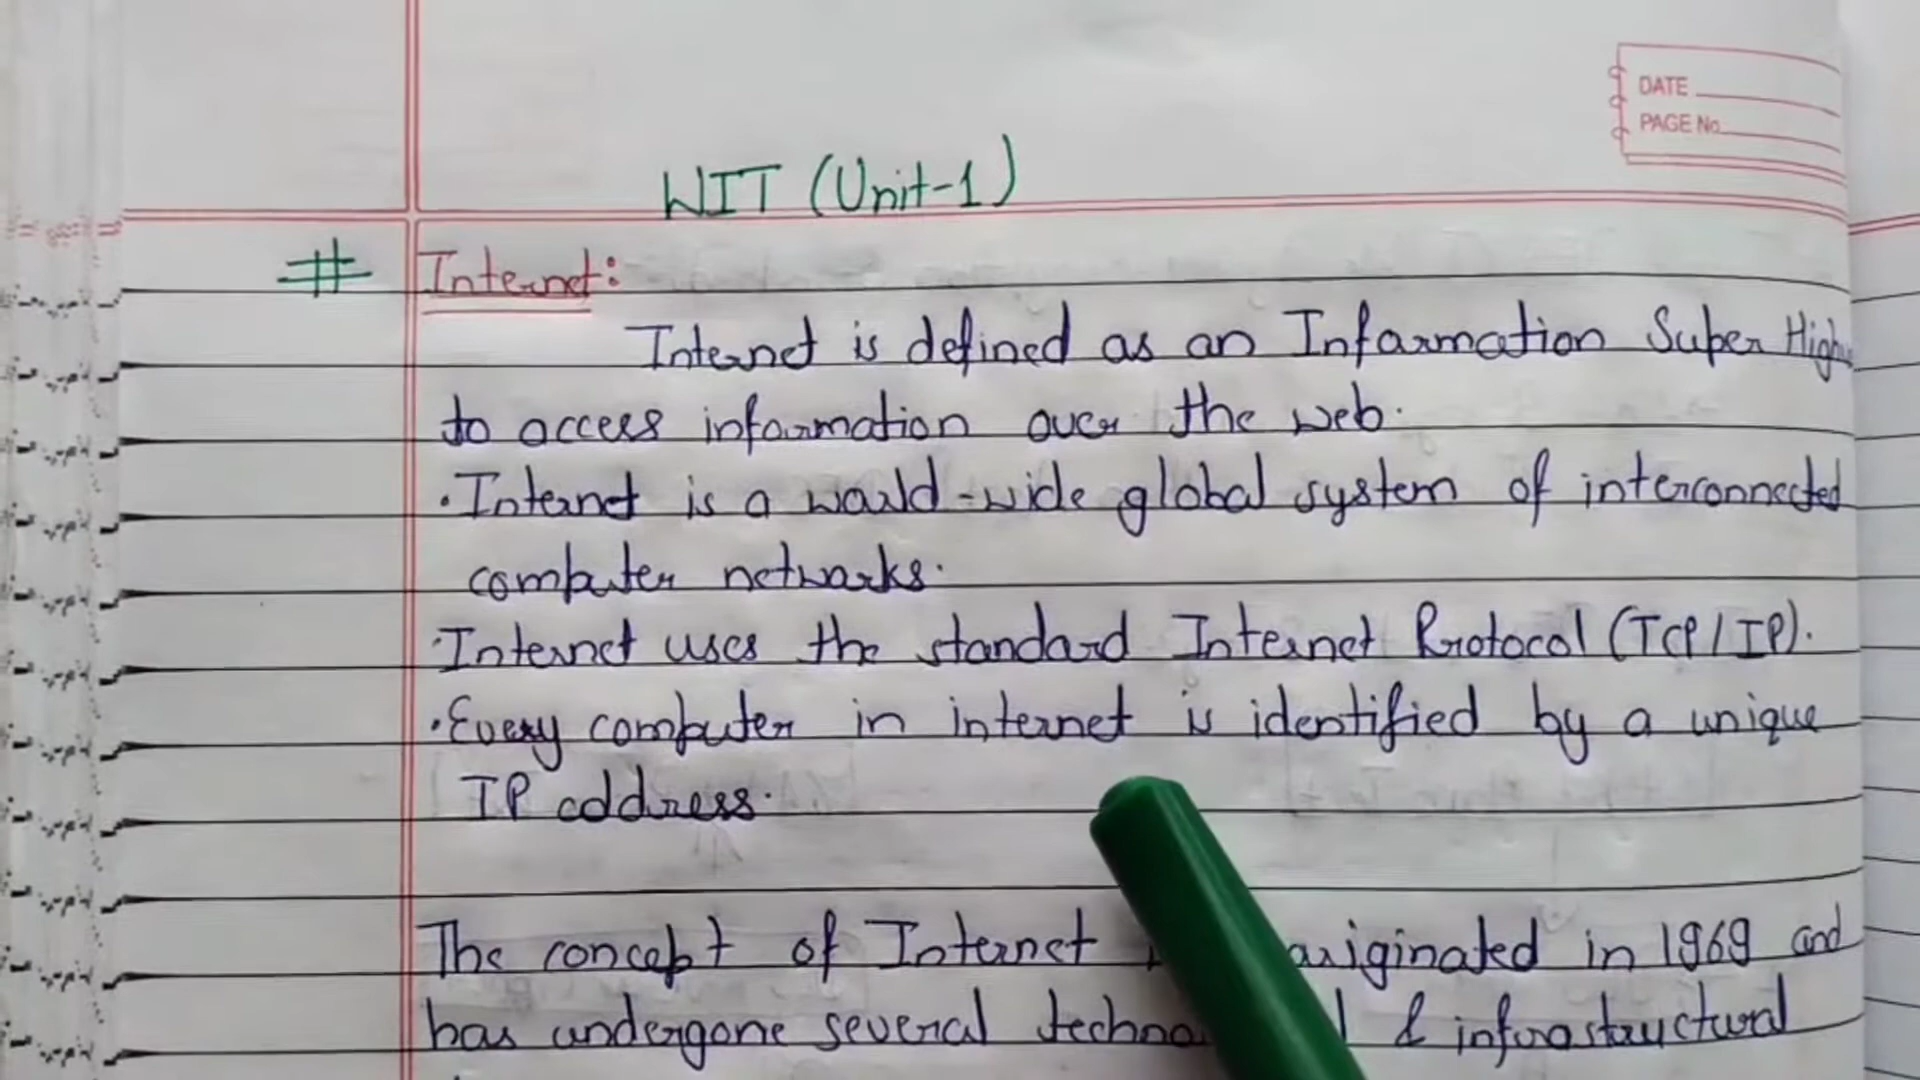 DATE
PAGE No.
WIT (Unit-1)
# Internet:
Internet is defined as an Information Super High
to access information over the web.
·Internet is a world-wide global system of interconnected
computer networks.
·Internet uses the standard Internet Protocol (TCP/IP).
·Every computer in internet is identified by a unique
IP address.
The concept of Internet originated in 1969 and
has undergone several & infrastructural